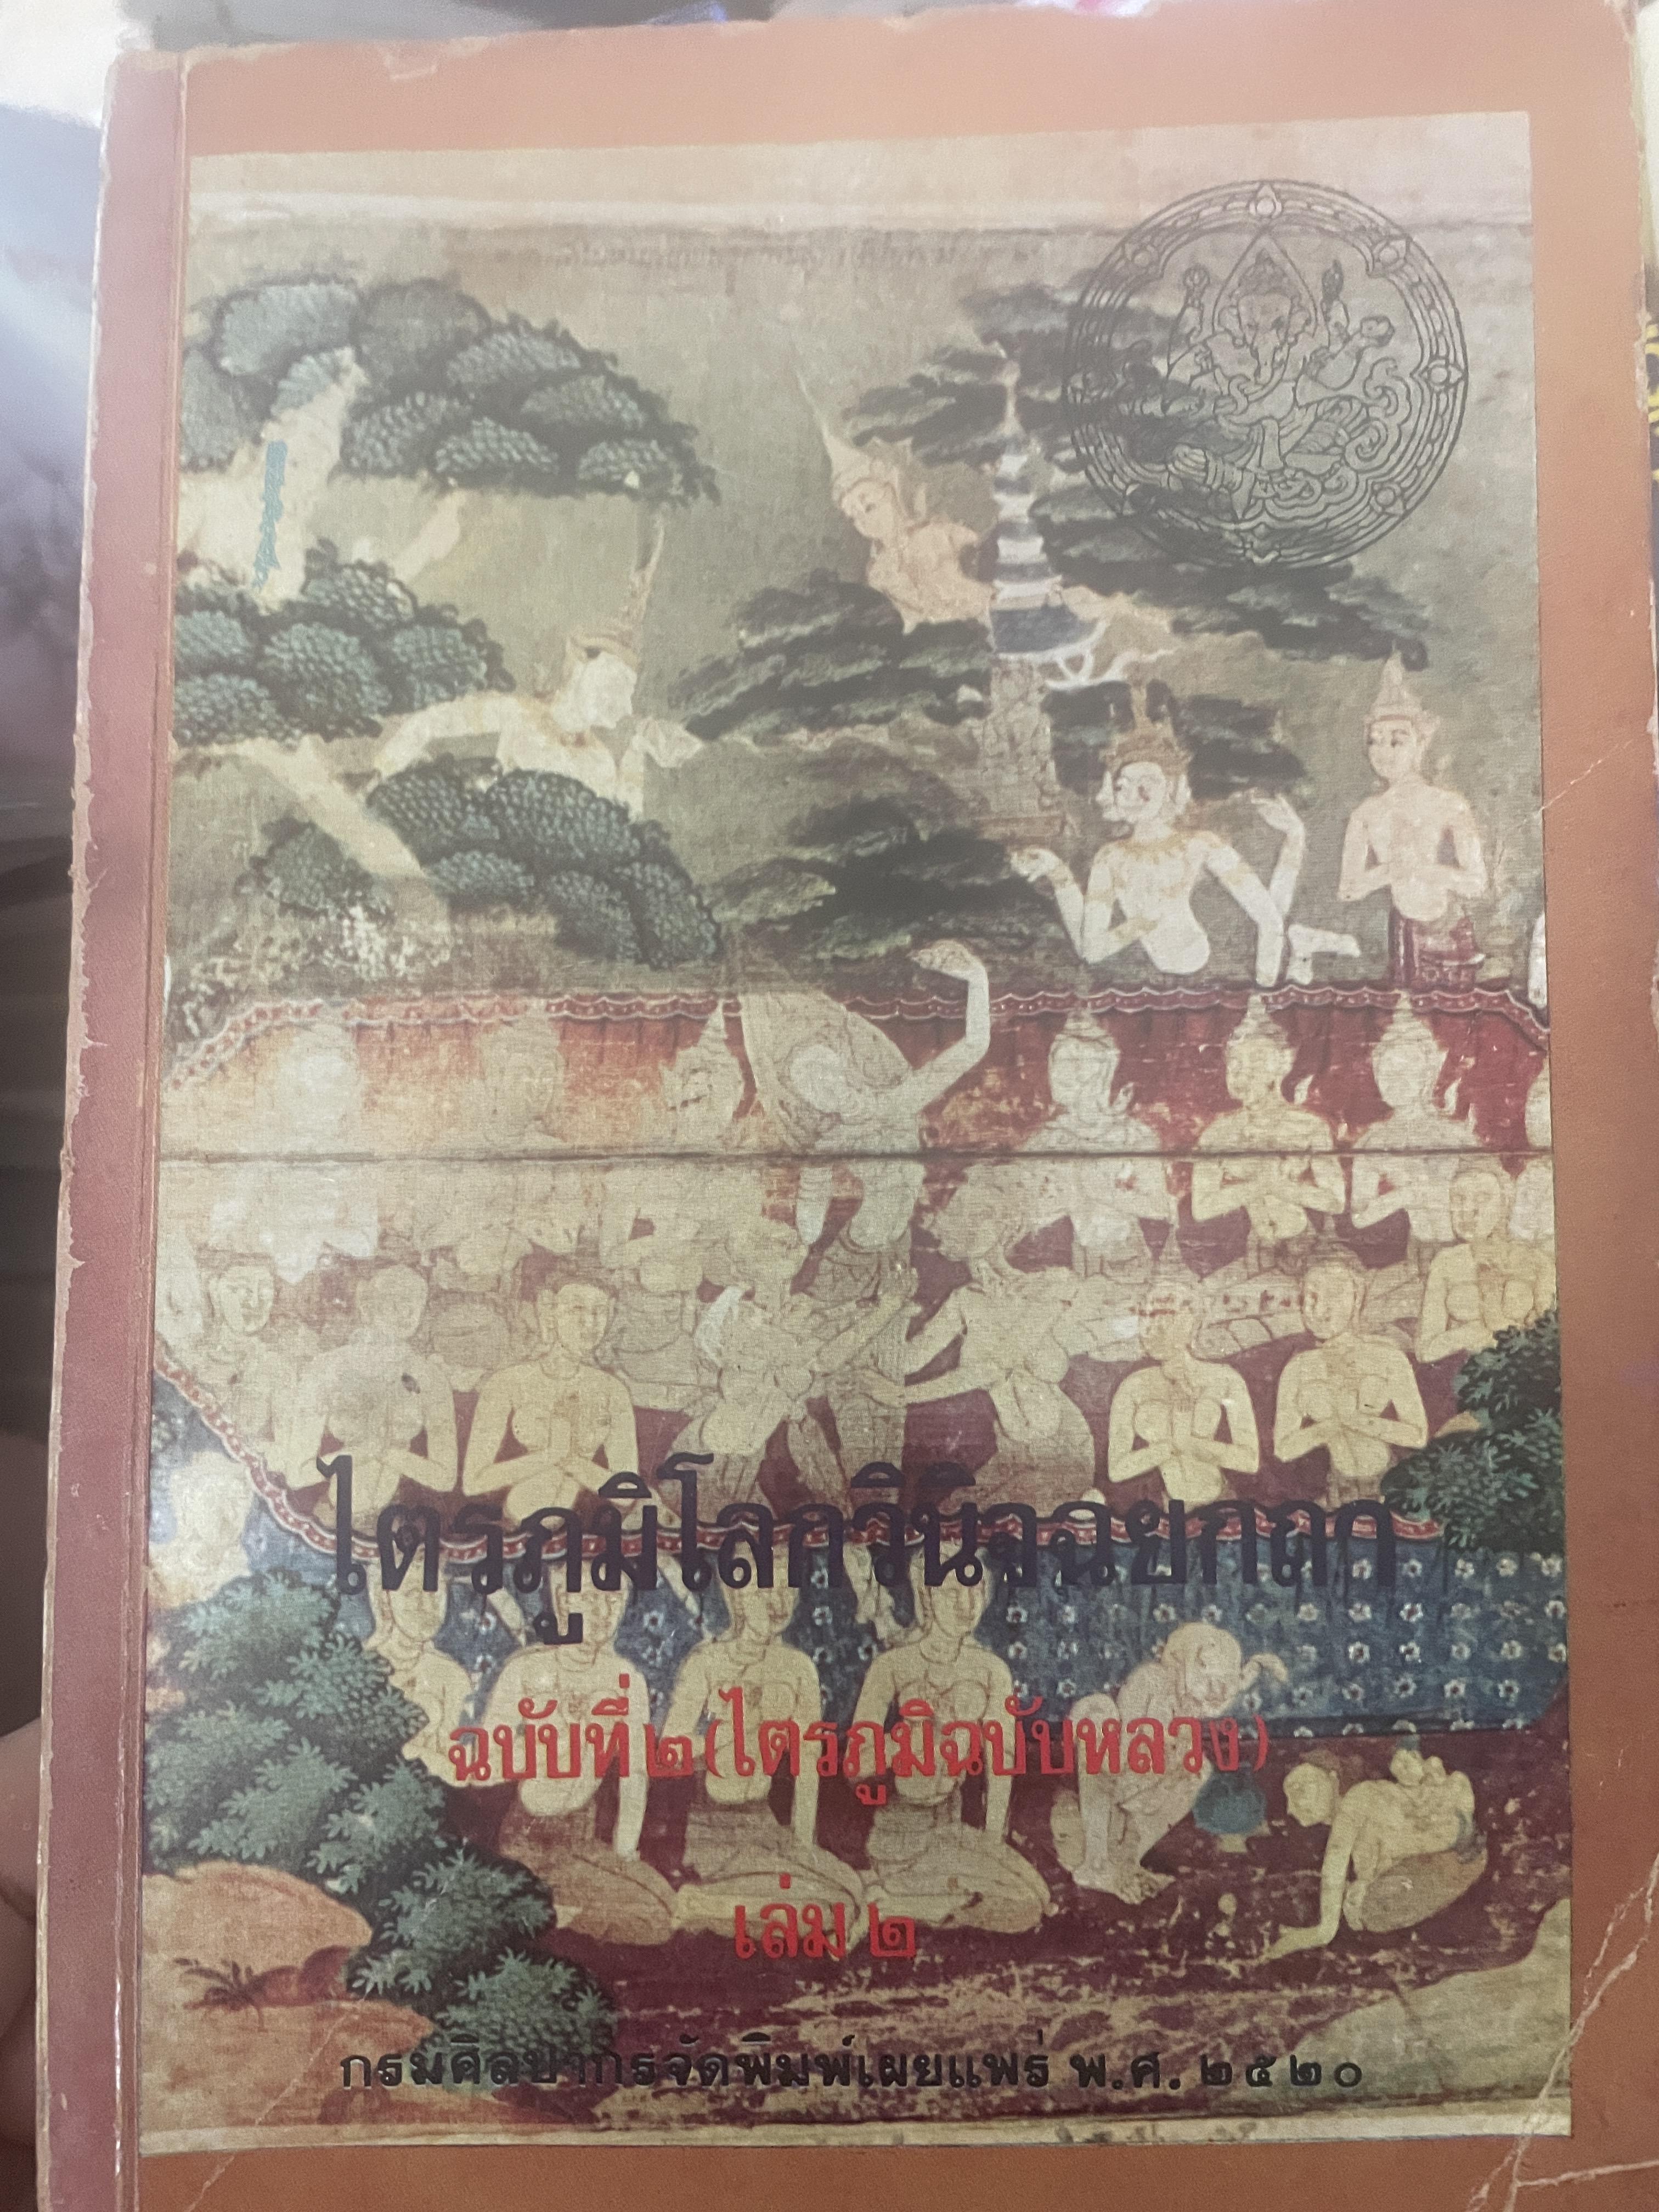 ไตรภูมิโลกวินิจฉยกถา
ฉบับที่ ๒ (ไตรภูมิฉบับหลวง)
เล่ม ๒
กรมศิลปากรจัดพิมพ์เผยแพร่ พ.ศ. ๒๕๒๐